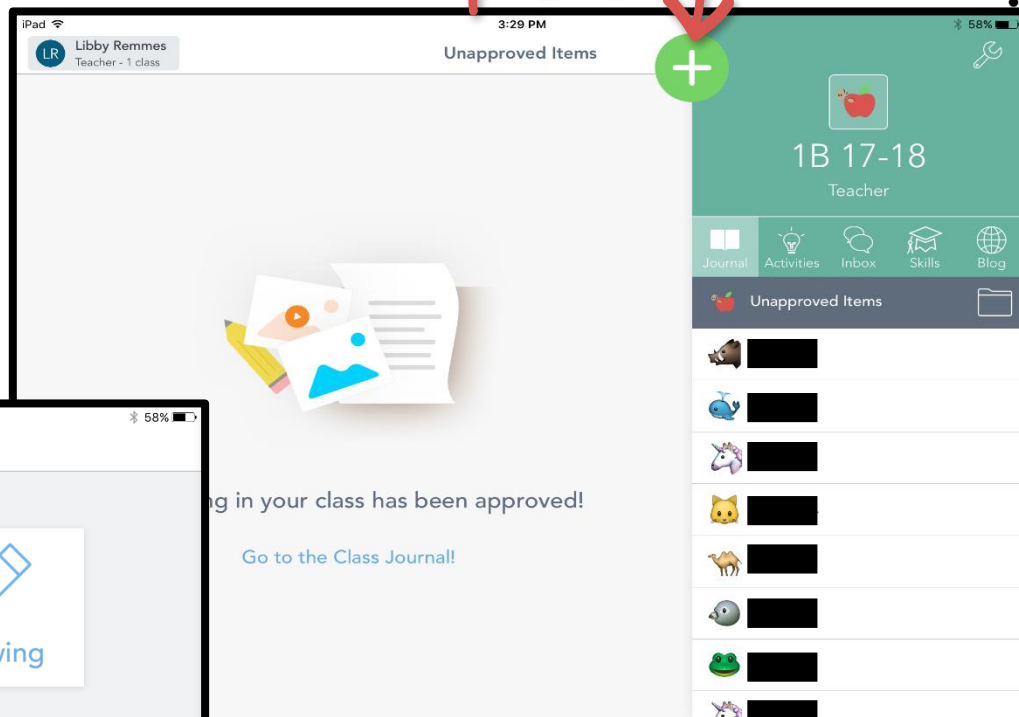 iPad 3:29 PM 58%
LR Libby Remmes
Teacher - 1 class
Unapproved Items
1B 17-18
Teacher
Journal Activities Inbox Skills Blog
Unapproved Items
58%
in your class has been approved!
Go to the Class Journal!